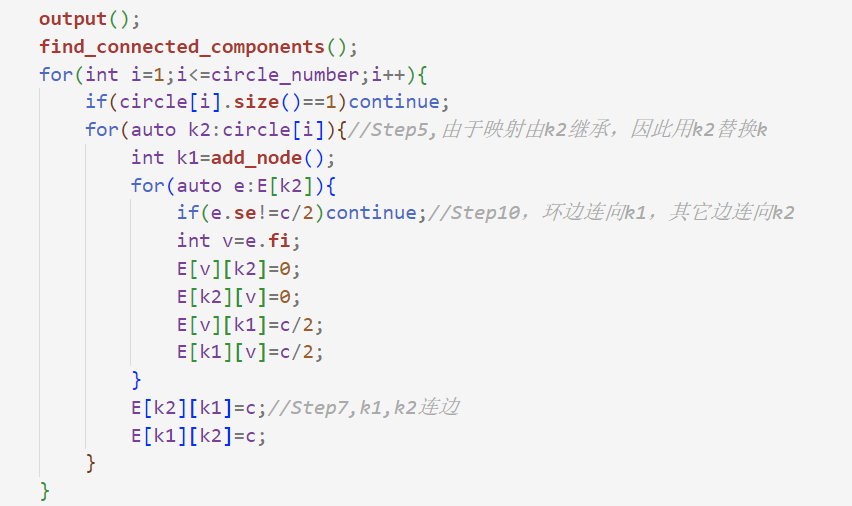 output();
find_connected_components();
for(int i=1;i<=circle_number;i++){
if(circle[i].size()==1)continue;
for(auto k2:circle[i]){//Step5,由于映射由k2继承，因此用k2替换k
int k1=add_node();
for(auto e:E[k2]){
if(e.se!=c/2)continue;//Step10，环边连向k1，其它边连向k2
int v=e.fi;
E[v][k2]=0;
E[k2][v]=0;
E[v][k1]=c/2;
E[k1][v]=c/2;
}
E[k2][k1]=c;//Step7,k1,k2连边
E[k1][k2]=c;
}
}